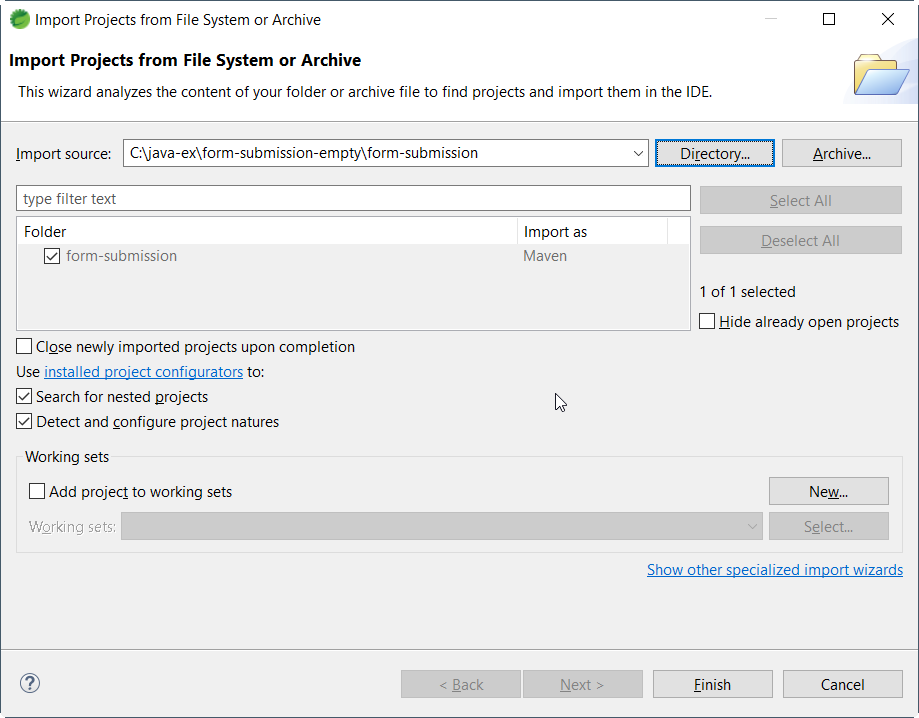 Import Projects from File System or Archive
Import Projects from File System or Archive
This wizard analyzes the content of your folder or archive file to find projects and import them in the IDE.
Import source: C:\java-ex\form-submission-empty\form-submission Directory... Archive...
type filter text Select All
Folder Import as
Deselect All
form-submission Maven
1 of 1 selected
Hide already open projects
Close newly imported projects upon completion
Use installed project configurators to:
Search for nested projects
Detect and configure project natures
Working sets
Add project to working sets New...
Working sets: Select...
Show other specialized import wizards
? < Back Next > Finish Cancel